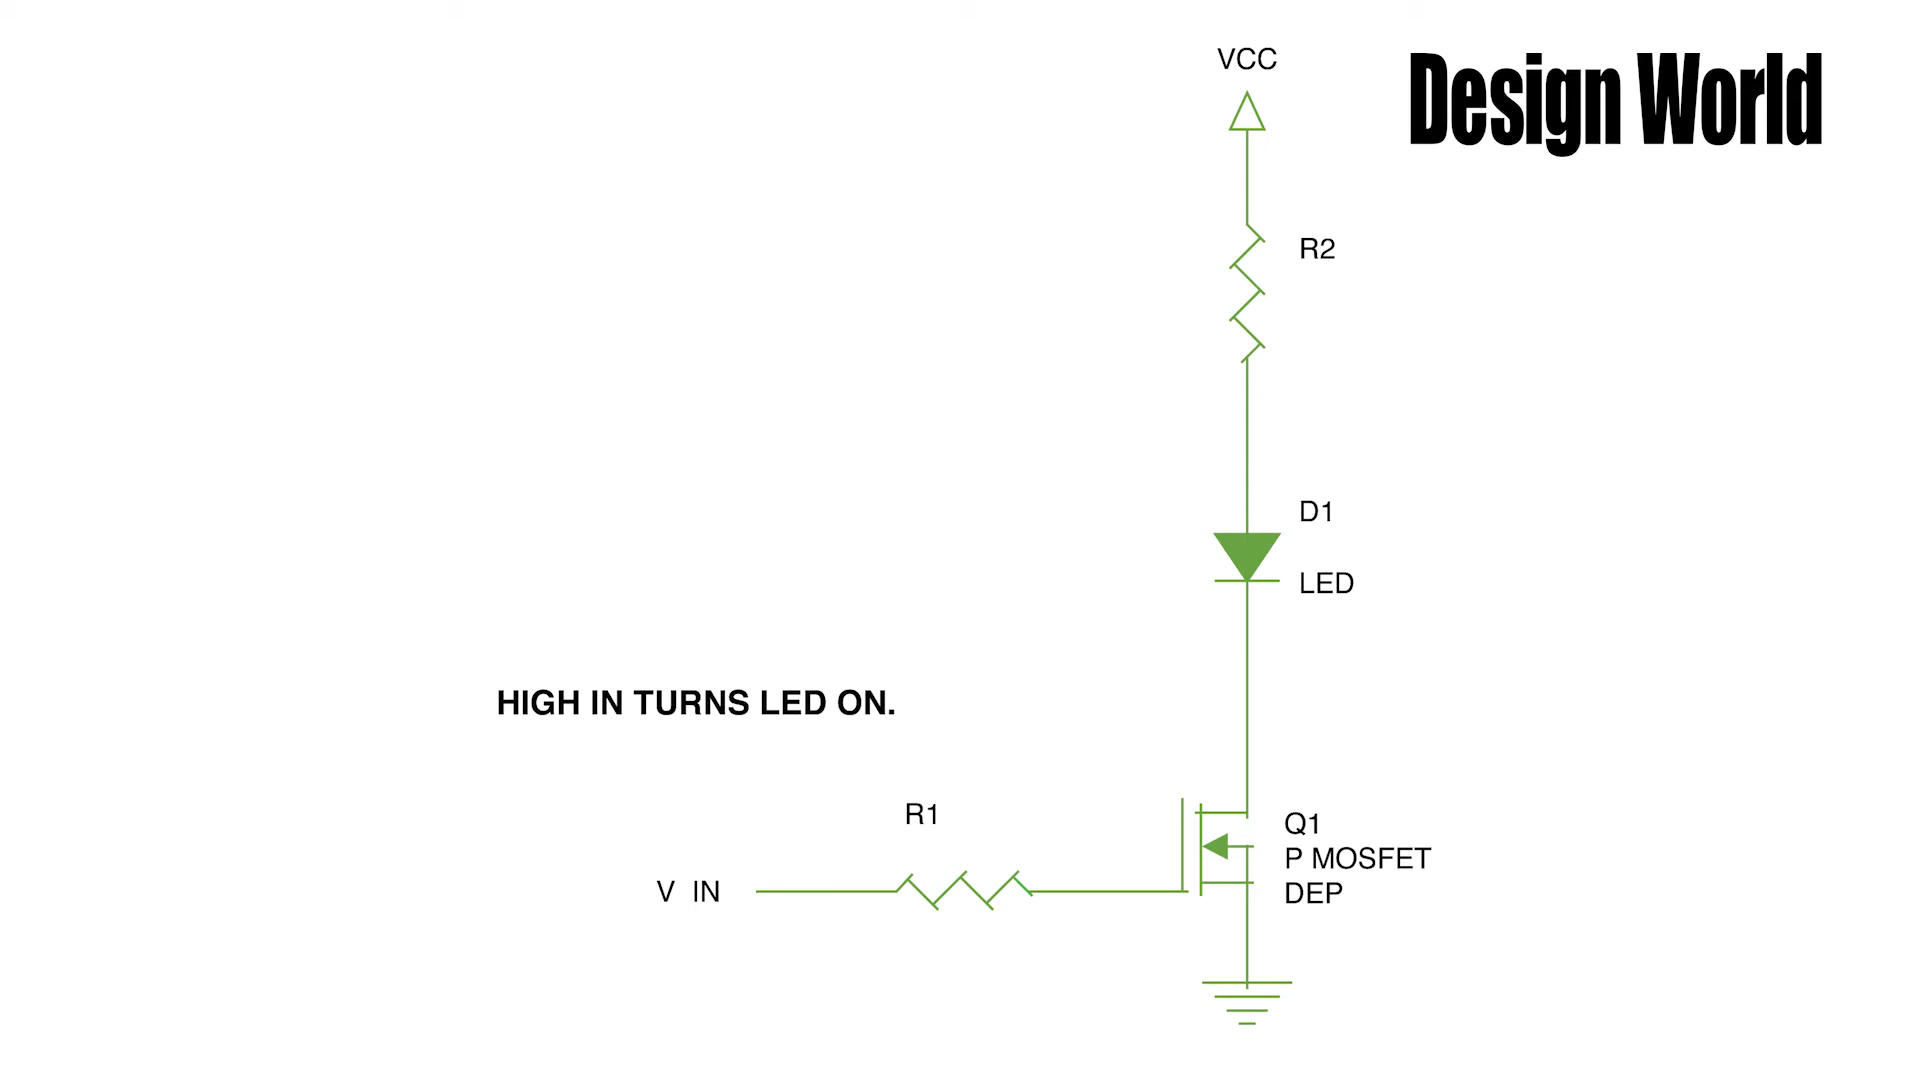 VCC
Design World
R2
D1
LED
HIGH IN TURNS LED ON.
R1
Q1
P MOSFET
DEP
V IN